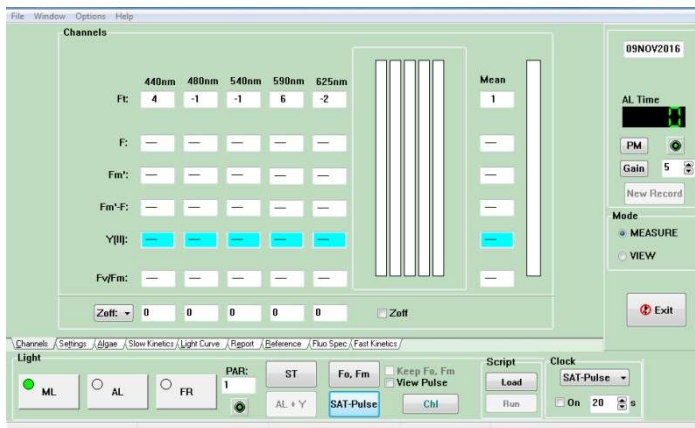 File Window Options Help
Channels
440nm 480nm 540nm 590nm 625nm Mean
Ft: 4 -1 -1 6 -2 1
F: — — — — — —
Fm': — — — — — —
Fm'-F: — — — — — —
Y(II): — — — — — —
Fv/Fm: — — — — — —
Zoff: 0 0 0 0 0 Zoff
09NOV2016
AL Time
0
PM
Gain 5
New Record
Mode
MEASURE
VIEW
Exit
Channels Settings Algae Slow Kinetics Light Curve Report Reference Fluo Spec Fast Kinetics
Light
ML AL FR
PAR:
1
ST
AL + Y
Fo, Fm
SAT-Pulse
Keep Fo, Fm
View Pulse
Chl
Script
Load
Run
Clock
SAT-Pulse
On 20 s